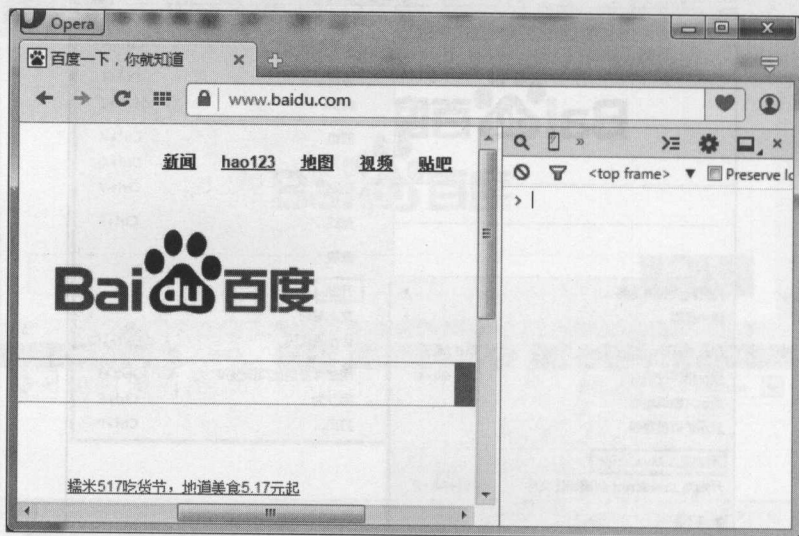 Opera
百度一下，你就知道
www.baidu.com
新闻 hao123 地图 视频 贴吧
<top frame> ▼ Preserve lo
Bai du 百度
糯米517吃货节，地道美食5.17元起